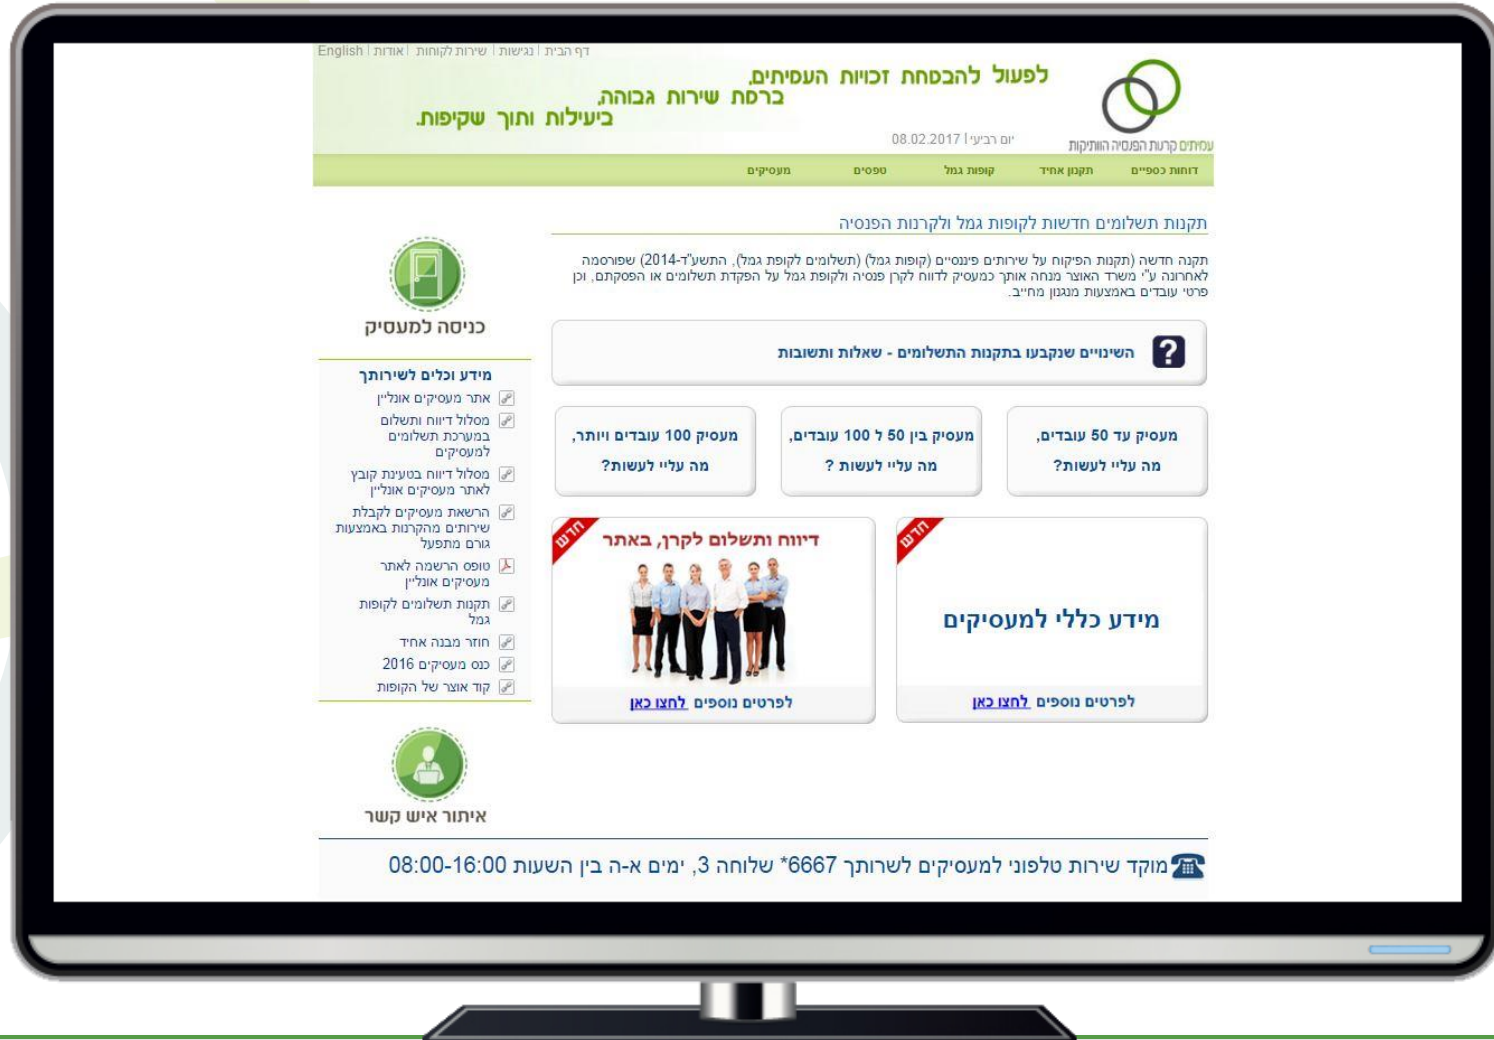 דף הבית | נגישות | שירות לקוחות | אודות | English
לפעול להבטחת זכויות העמיתים,
ברמת שירות גבוהה,
ביעילות ותוך שקיפות.
יום רביעי | 08.02.2017
עמיתים קרנות הפנסיה הוותיקות
דוחות כספיים תקנון אחיד קופות גמל טפסים מעסיקים
תקנות תשלומים חדשות לקופות גמל ולקרנות הפנסיה
תקנה חדשה (תקנות הפיקוח על שירותים פיננסיים (קופות גמל) (תשלומים לקופת גמל), התשע"ד-2014) שפורסמה
לאחרונה ע"י משרד האוצר מנחה אותך כמעסיק לדווח לקרן פנסיה ולקופת גמל על הפקדת תשלומים או הפסקתם, וכן
פרטי עובדים באמצעות מנגנון מחייב.
? השינויים שנקבעו בתקנות התשלומים - שאלות ותשובות
מעסיק עד 50 עובדים,
מה עליי לעשות?
מעסיק בין 50 ל 100 עובדים,
מה עליי לעשות ?
מעסיק 100 עובדים ויותר,
מה עליי לעשות?
חדש
מידע כללי למעסיקים
לפרטים נוספים לחצו כאן
חדש
דיווח ותשלום לקרן, באתר
לפרטים נוספים לחצו כאן
כניסה למעסיק
מידע וכלים לשירותך
אתר מעסיקים אונליין
מסלול דיווח ותשלום
במערכת תשלומים
למעסיקים
מסלול דיווח בטעינת קובץ
לאתר מעסיקים אונליין
הרשאת מעסיקים לקבלת
שירותים מהקרנות באמצעות
גורם מתפעל
טופס הרשמה לאתר
מעסיקים אונליין
תקנות תשלומים לקופות
גמל
חוזר מבנה אחיד
כנס מעסיקים 2016
קוד אוצר של הקופות
איתור איש קשר
מוקד שירות טלפוני למעסיקים לשרותך 6667* שלוחה 3, ימים א-ה בין השעות 08:00-16:00